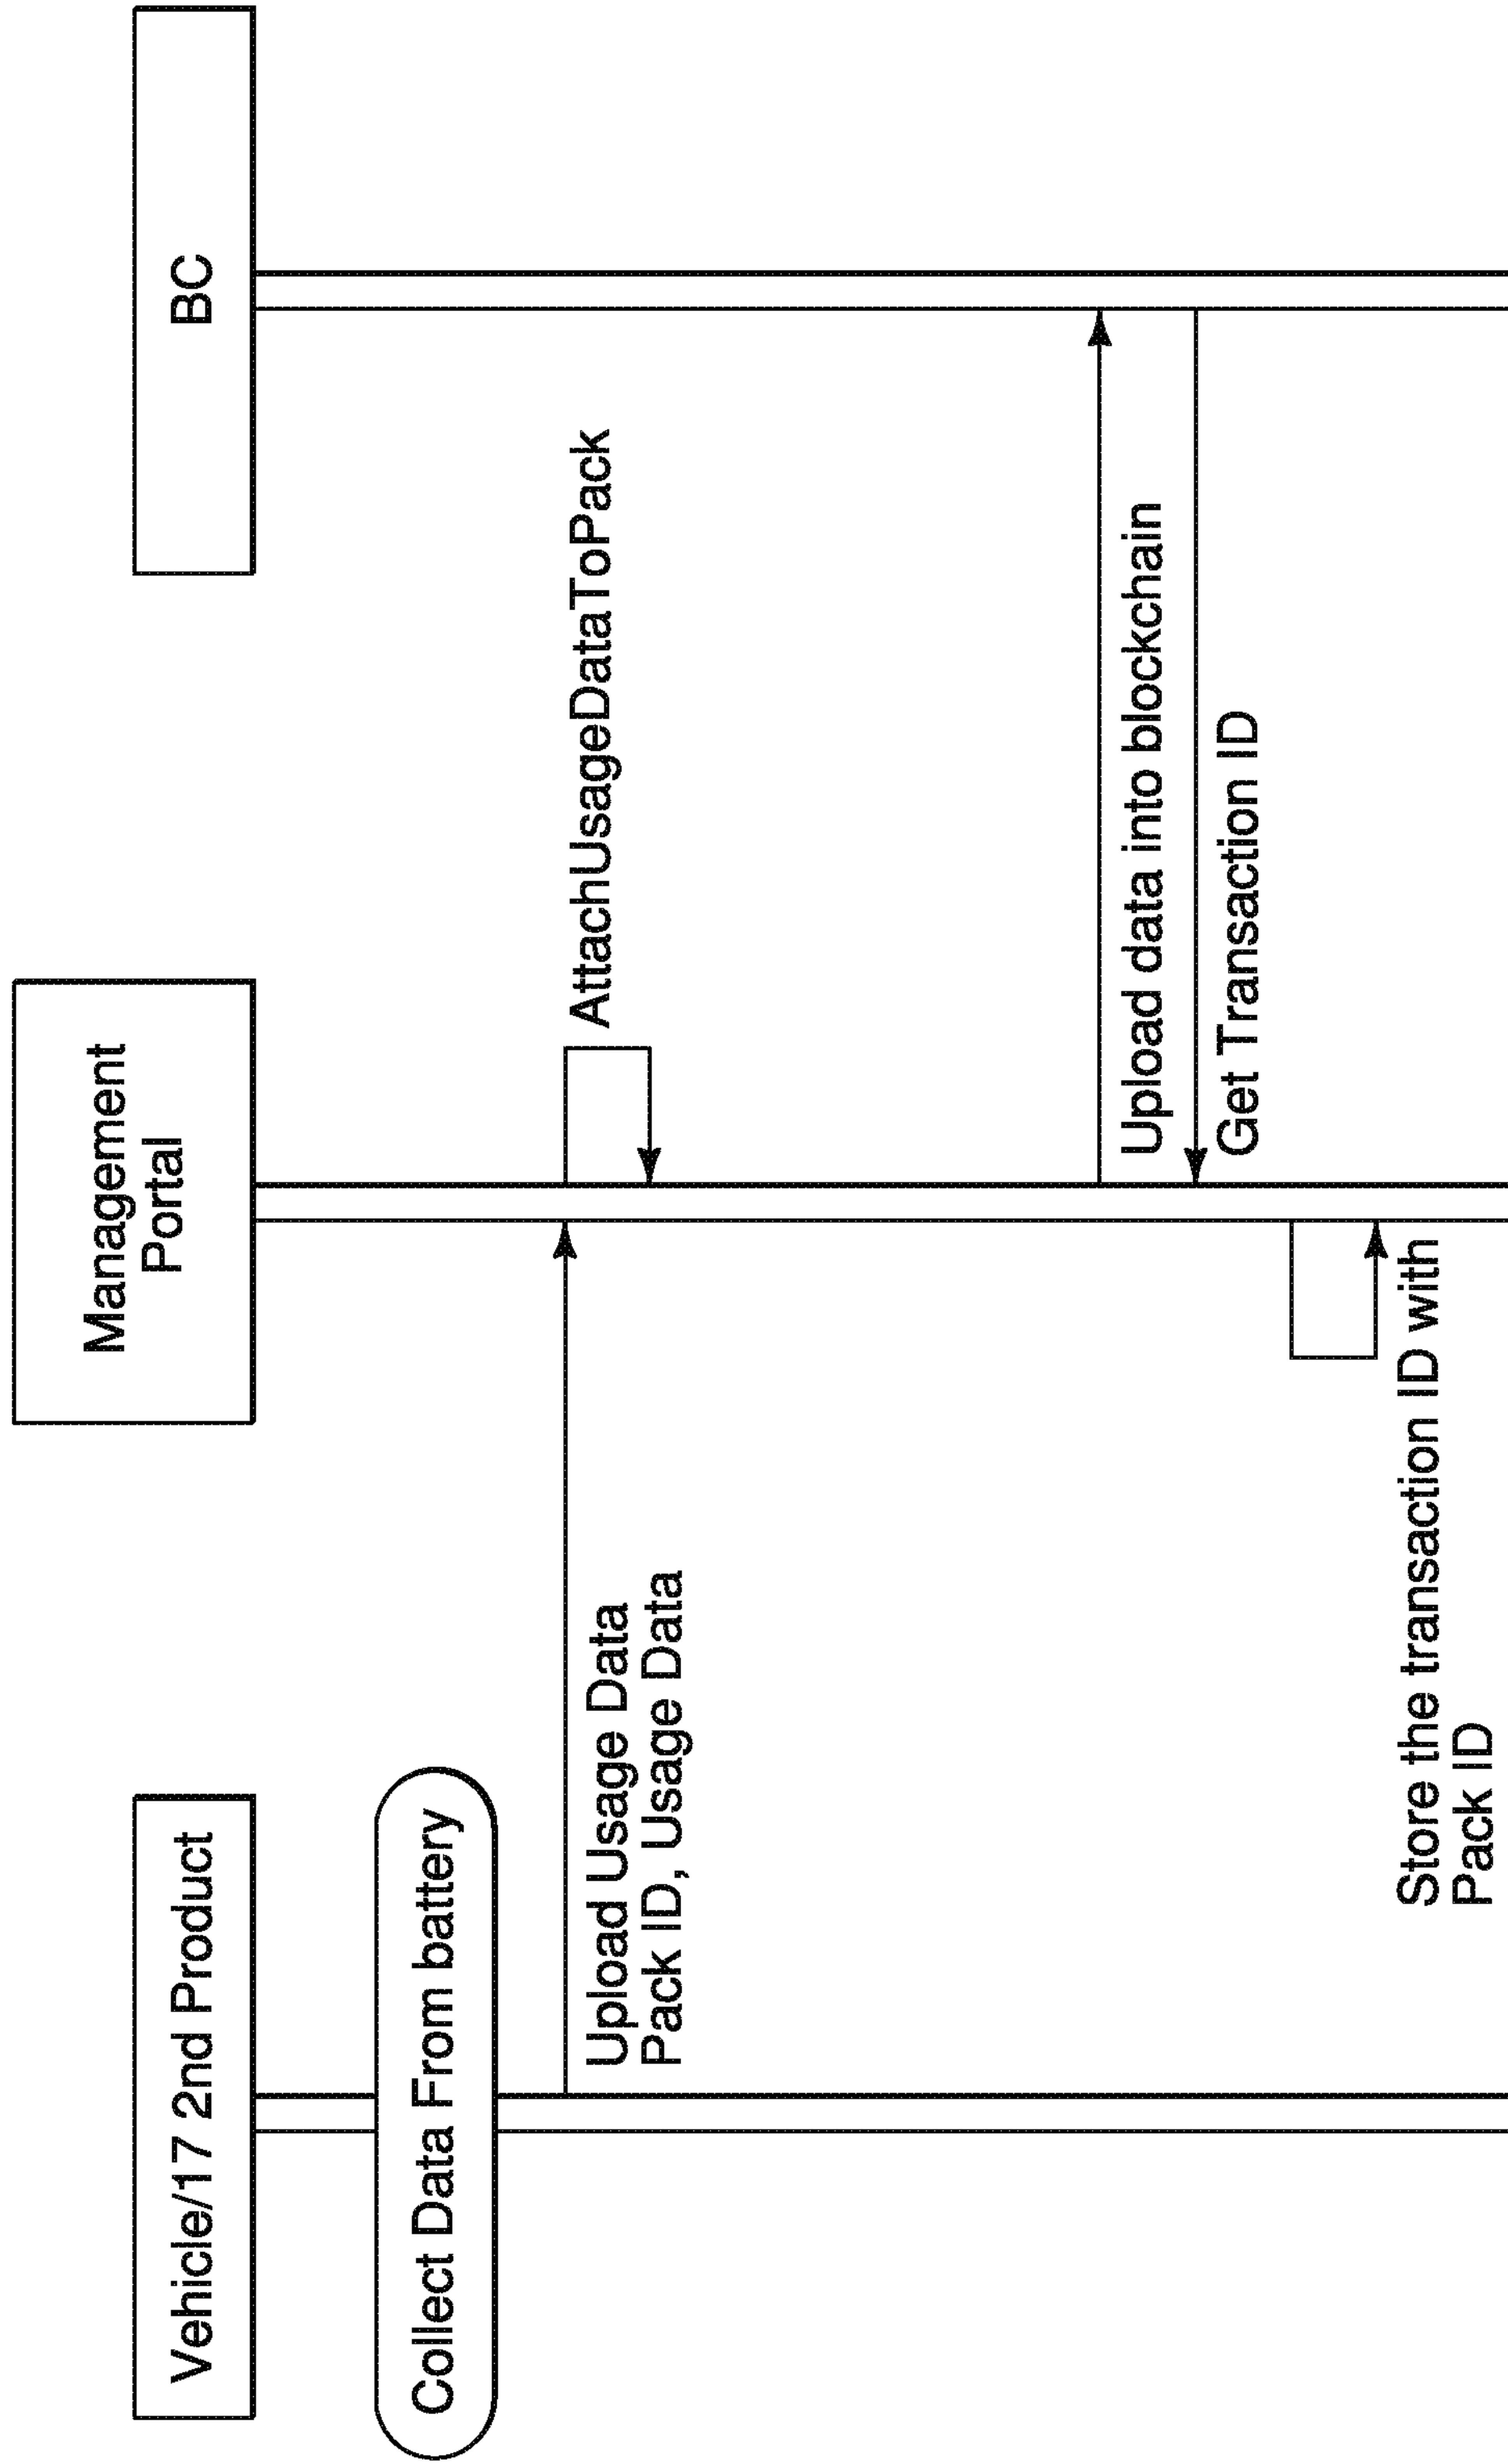 Vehicle/17 2nd Product
Management
Portal
BC
Collect Data From battery
Upload Usage Data
Pack ID, Usage Data
AttachUsageDataToPack
Upload data into blockchain
Get Transaction ID
Store the transaction ID with
Pack ID